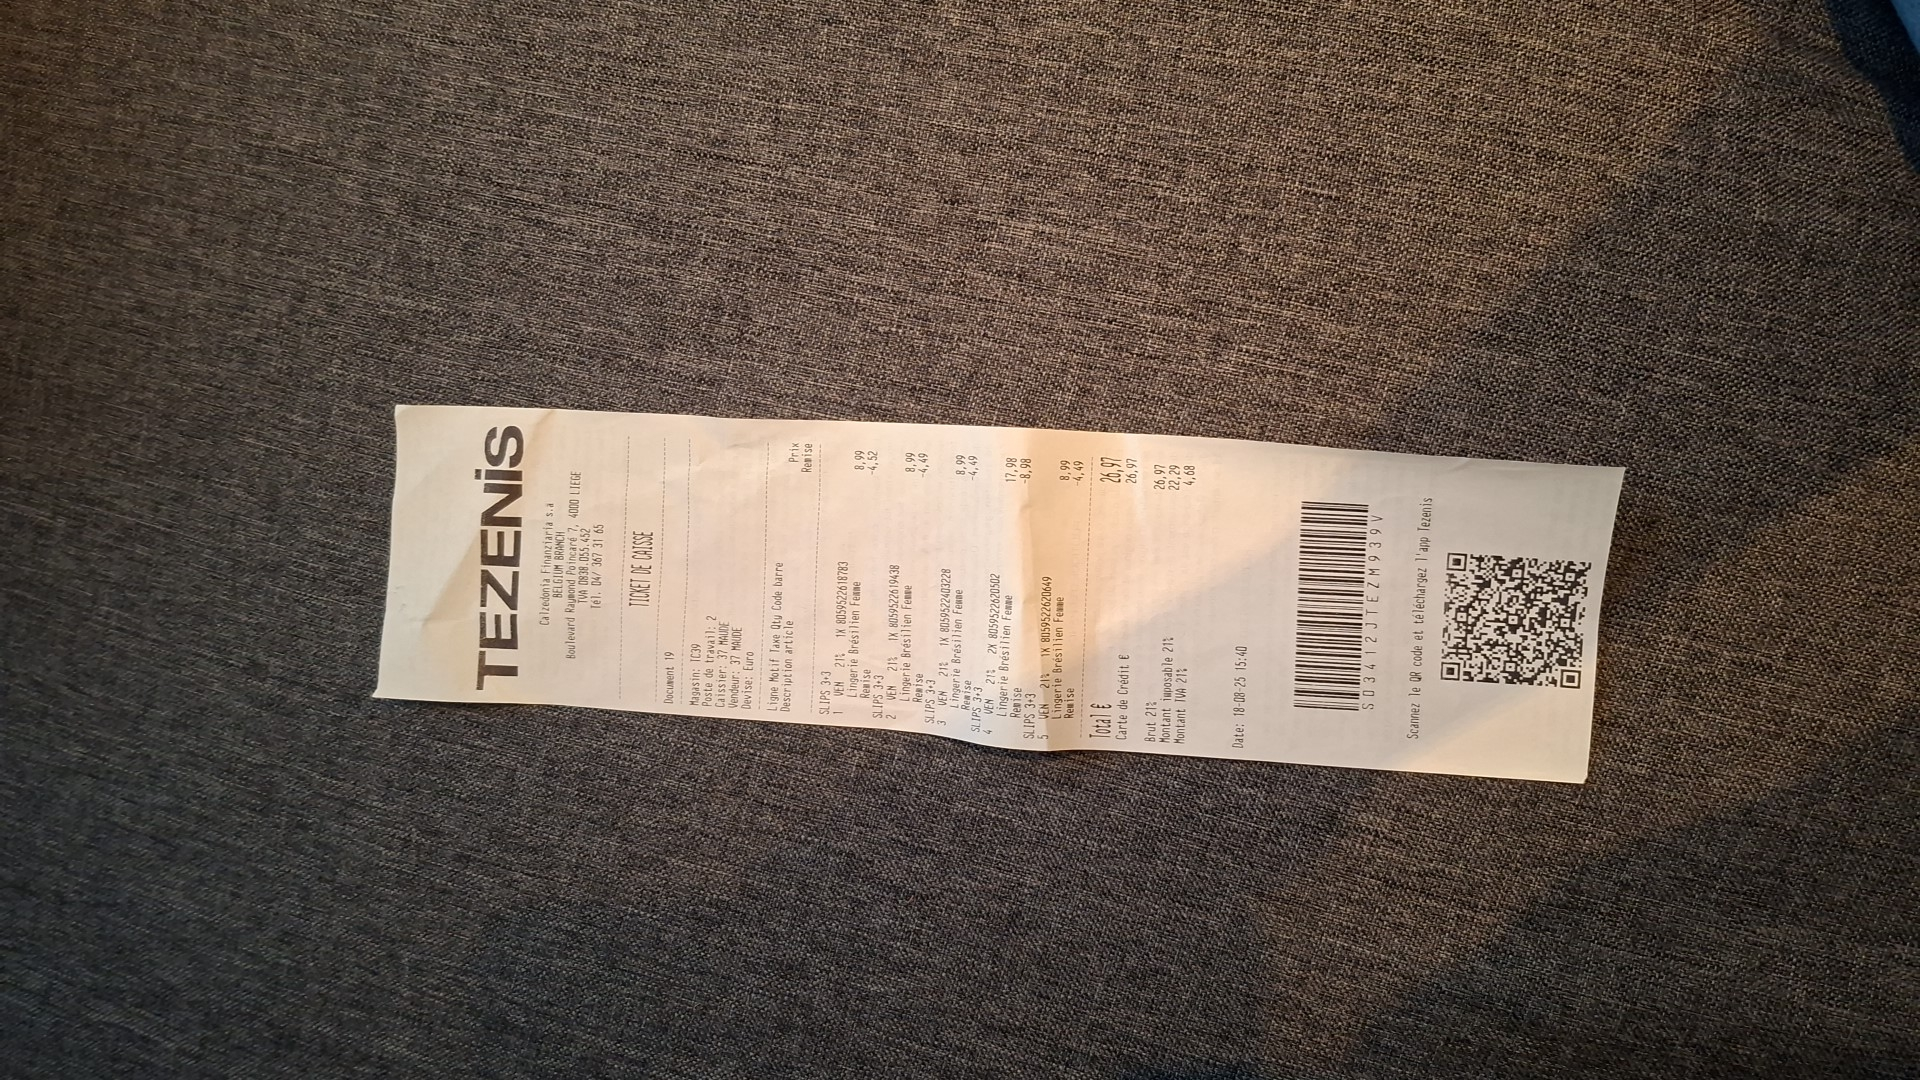 TEZENIS
Calzedonia Finanziaria s.a
BELGIUM BRANCH
Boulevard Raymond Poincaré 7, 4000 LIEGE
TVA 0838.055.452
Tél. 04/ 367 31 65
TICKET DE CAISSE
Document 19
Magasin: TC39
Poste de travail: 2
Caissier: 37 MAUDE
Vendeur: 37 MAUDE
Devise: Euro
Ligne Motif Taxe Qty Code barre Prix
Description article Remise
SLIPS 3+3
1 VEN 21% 1X 8059522618783 8,99
Lingerie Brésilien Femme -4,52
Remise
SLIPS 3+3
2 VEN 21% 1X 8059522619438 8,99
Lingerie Brésilien Femme -4,49
Remise
SLIPS 3+3
3 VEN 21% 1X 8059522403228 8,99
Lingerie Brésilien Femme -4,49
Remise
SLIPS 3+3
4 VEN 21% 2X 8059522620502 17,98
Lingerie Brésilien Femme -8,98
Remise
SLIPS 3+3
5 VEN 21% 1X 8059522620649 8,99
Lingerie Brésilien Femme -4,49
Remise
Total € 26,97
Carte de Crédit € 26,97
Brut 21% 26,97
Montant imposable 21% 22,29
Montant TVA 21% 4,68
Date: 18-08-25 15:40
SD3412JTEZM939V
Scannez le QR code et téléchargez l'app Tezenis